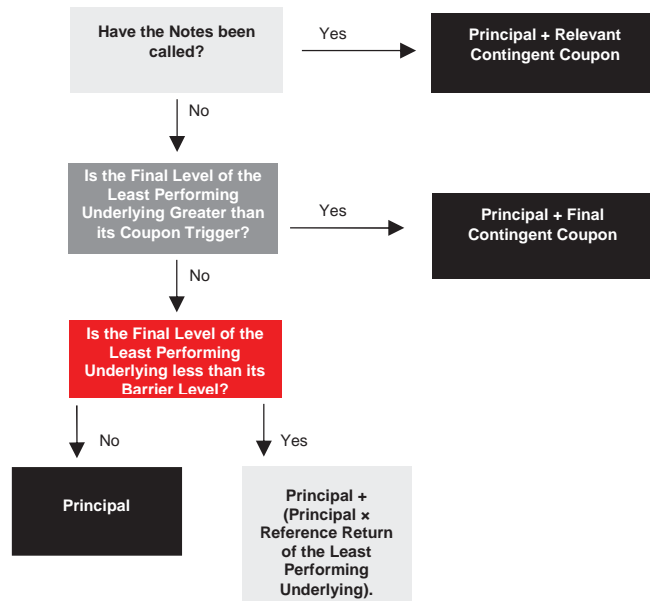 Have the Notes been
called?
Yes
Principal + Relevant
Contingent Coupon
No
Is the Final Level of the
Least Performing
Underlying Greater than
its Coupon Trigger?
Yes
Principal + Final
Contingent Coupon
No
Is the Final Level of the
Least Performing
Underlying less than its
Barrier Level?
No
Yes
Principal
Principal +
(Principal ×
Reference Return
of the Least
Performing
Underlying).